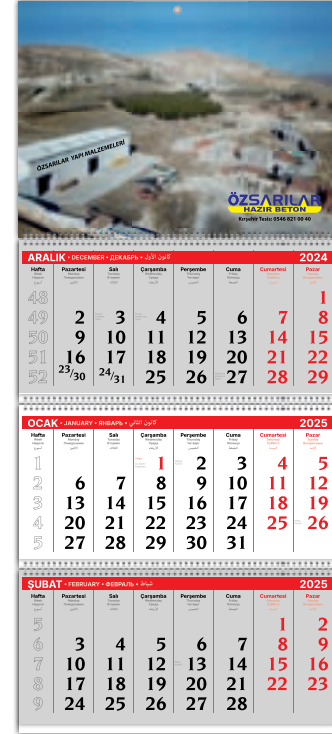 ÖZSARILAR YAPI MALZEMELERİ
ÖZSARILAR
HAZIR BETON
Kırşehir Tesis: 0546 821 00 40
ARALIK • DECEMBER • ДЕКАБРЬ • كانون الأول 2024
Hafta Pazartesi Salı Çarşamba Perşembe Cuma Cumartesi Pazar
48 1
49 2 3 4 5 6 7 8
50 9 10 11 12 13 14 15
51 16 17 18 19 20 21 22
52 23/30 24/31 25 26 27 28 29
OCAK • JANUARY • ЯНВАРЬ • كانون الثاني 2025
Hafta Pazartesi Salı Çarşamba Perşembe Cuma Cumartesi Pazar
1 1 2 3 4 5
2 6 7 8 9 10 11 12
3 13 14 15 16 17 18 19
4 20 21 22 23 24 25 26
5 27 28 29 30 31
ŞUBAT • FEBRUARY • ФЕВРАЛЬ • شباط 2025
Hafta Pazartesi Salı Çarşamba Perşembe Cuma Cumartesi Pazar
5 1 2
6 3 4 5 6 7 8 9
7 10 11 12 13 14 15 16
8 17 18 19 20 21 22 23
9 24 25 26 27 28